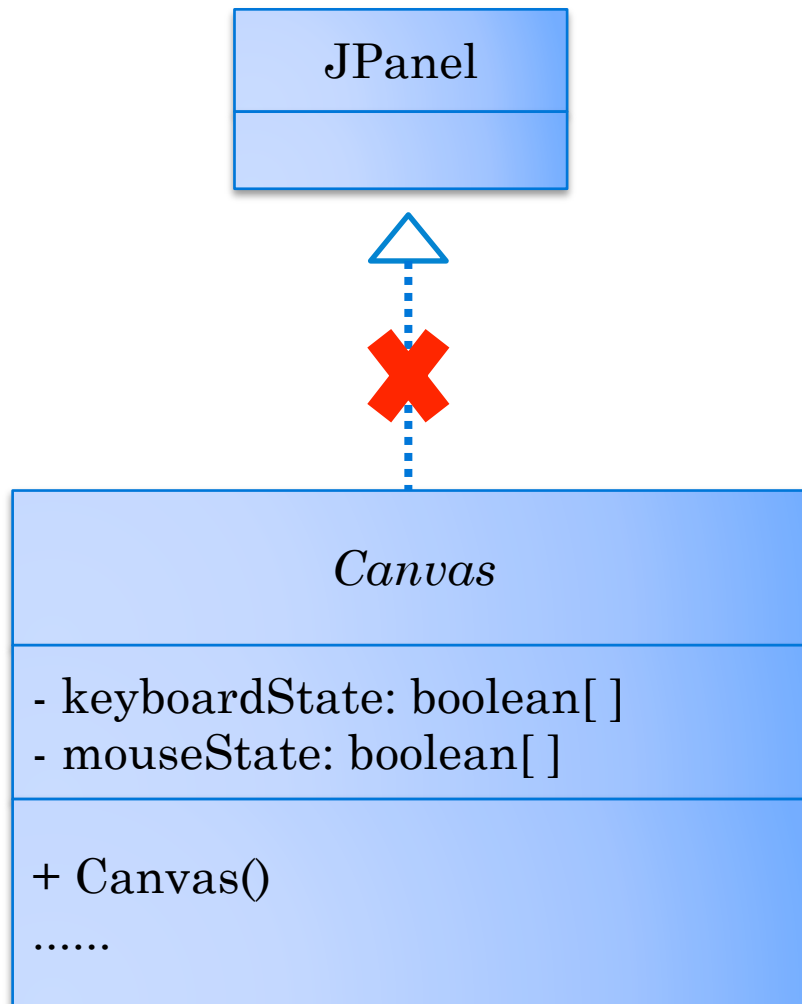 JPanel
Canvas
- keyboardState: boolean[ ]
- mouseState: boolean[ ]
+ Canvas()
......